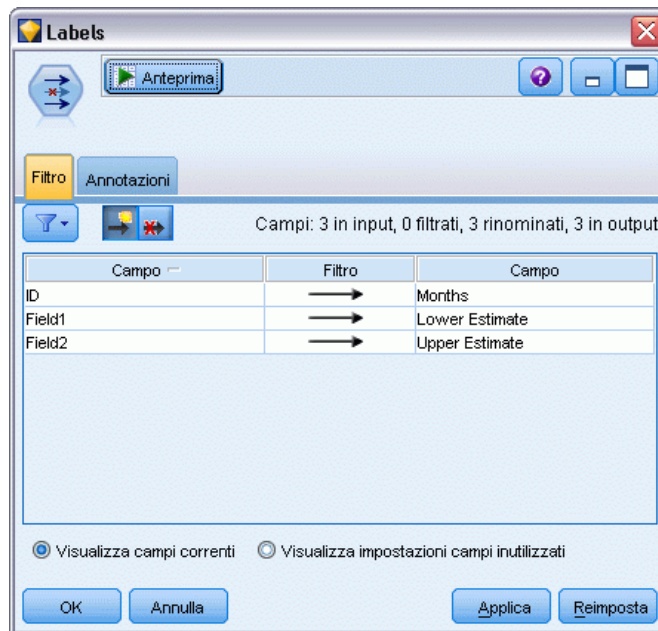 Labels
Anteprima
Filtro
Annotazioni
Campi: 3 in input, 0 filtrati, 3 rinominati, 3 in output
Campo Filtro Campo
ID Months
Field1 Lower Estimate
Field2 Upper Estimate
Visualizza campi correnti Visualizza impostazioni campi inutilizzati
OK Annulla Applica Reimposta